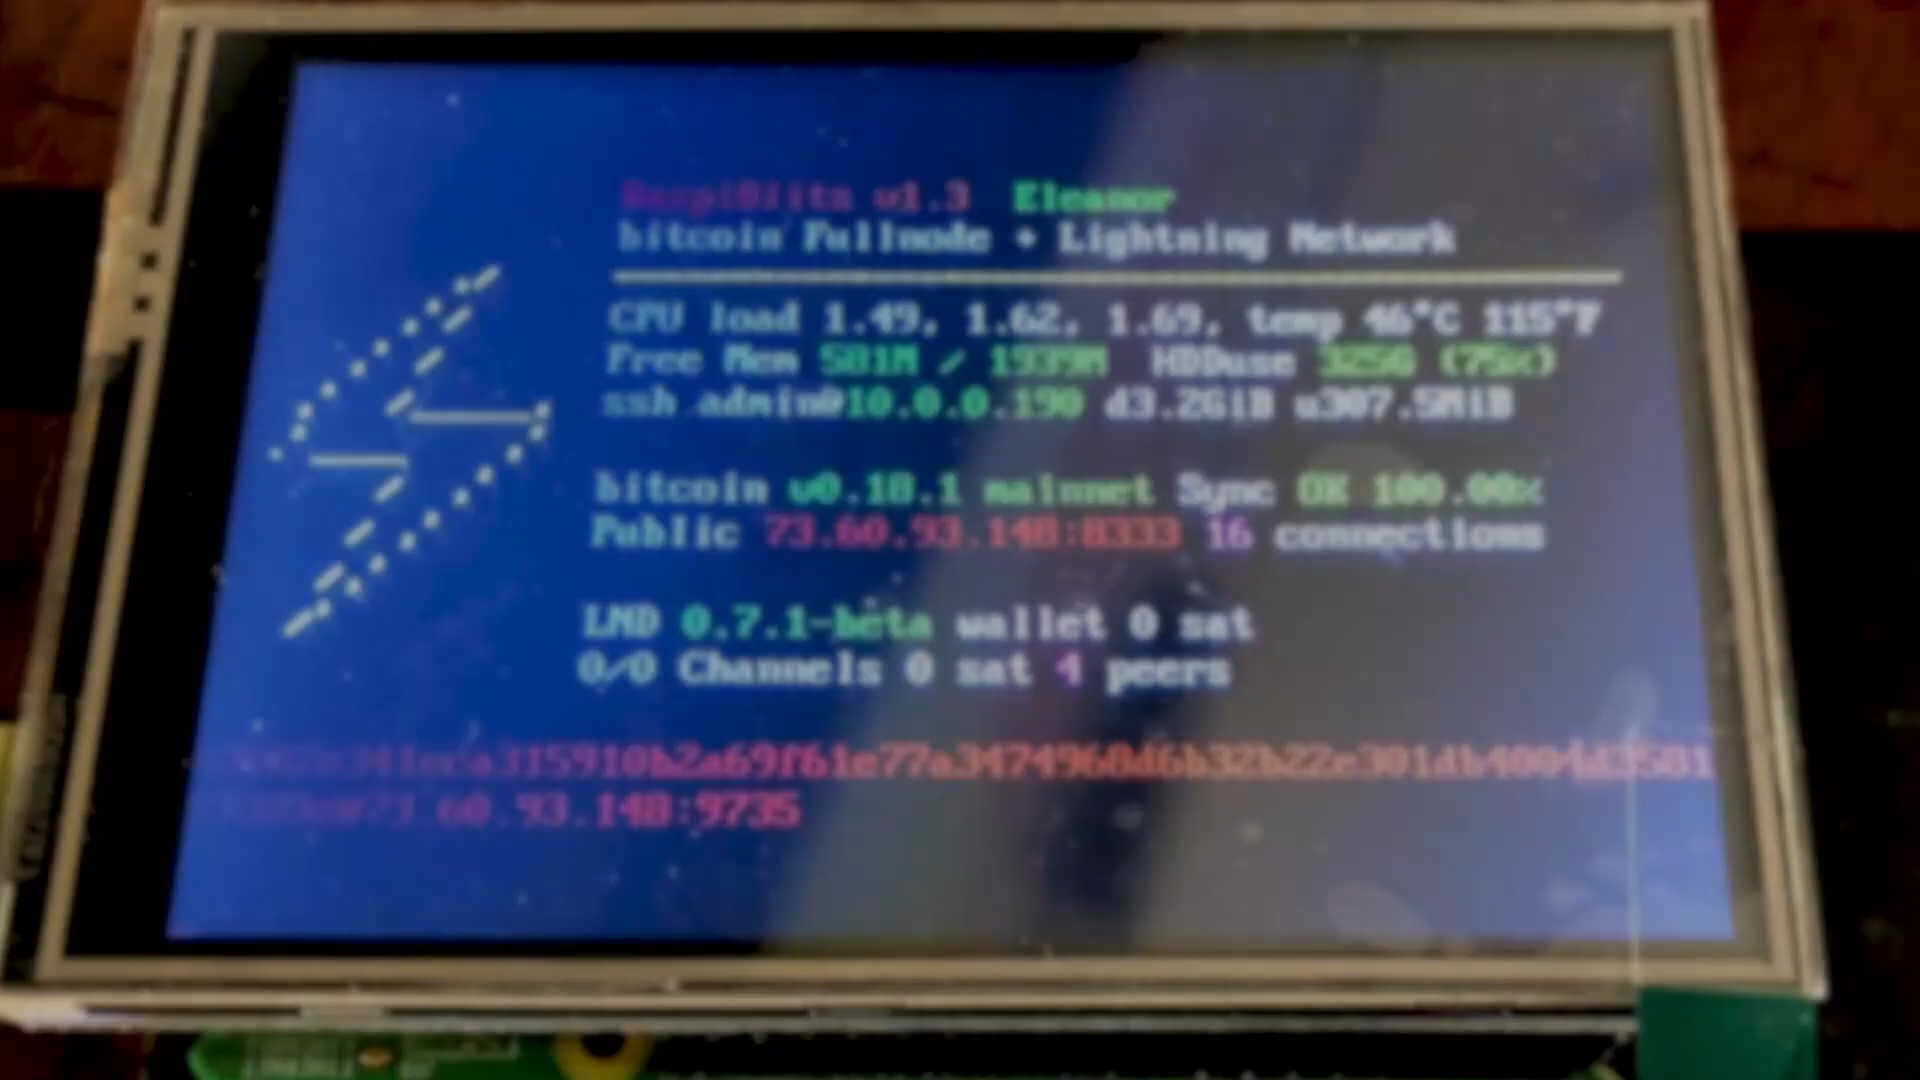 RaspiBlitz v1.3 Eleanor
bitcoin Fullnode + Lightning Network
CPU load 1.49, 1.62, 1.69, temp 46°C 115°F
Free Mem 581M / 1939M HDDuse 325G (75%)
ssh admin@10.0.0.190 d3.2GiB u307.5MiB
bitcoin v0.18.1 mainnet Sync OK 100.00%
Public 73.60.93.148:8333 16 connections
LND 0.7.1-beta wallet 0 sat
0/0 Channels 0 sat 4 peers
73.60.93.148:9735